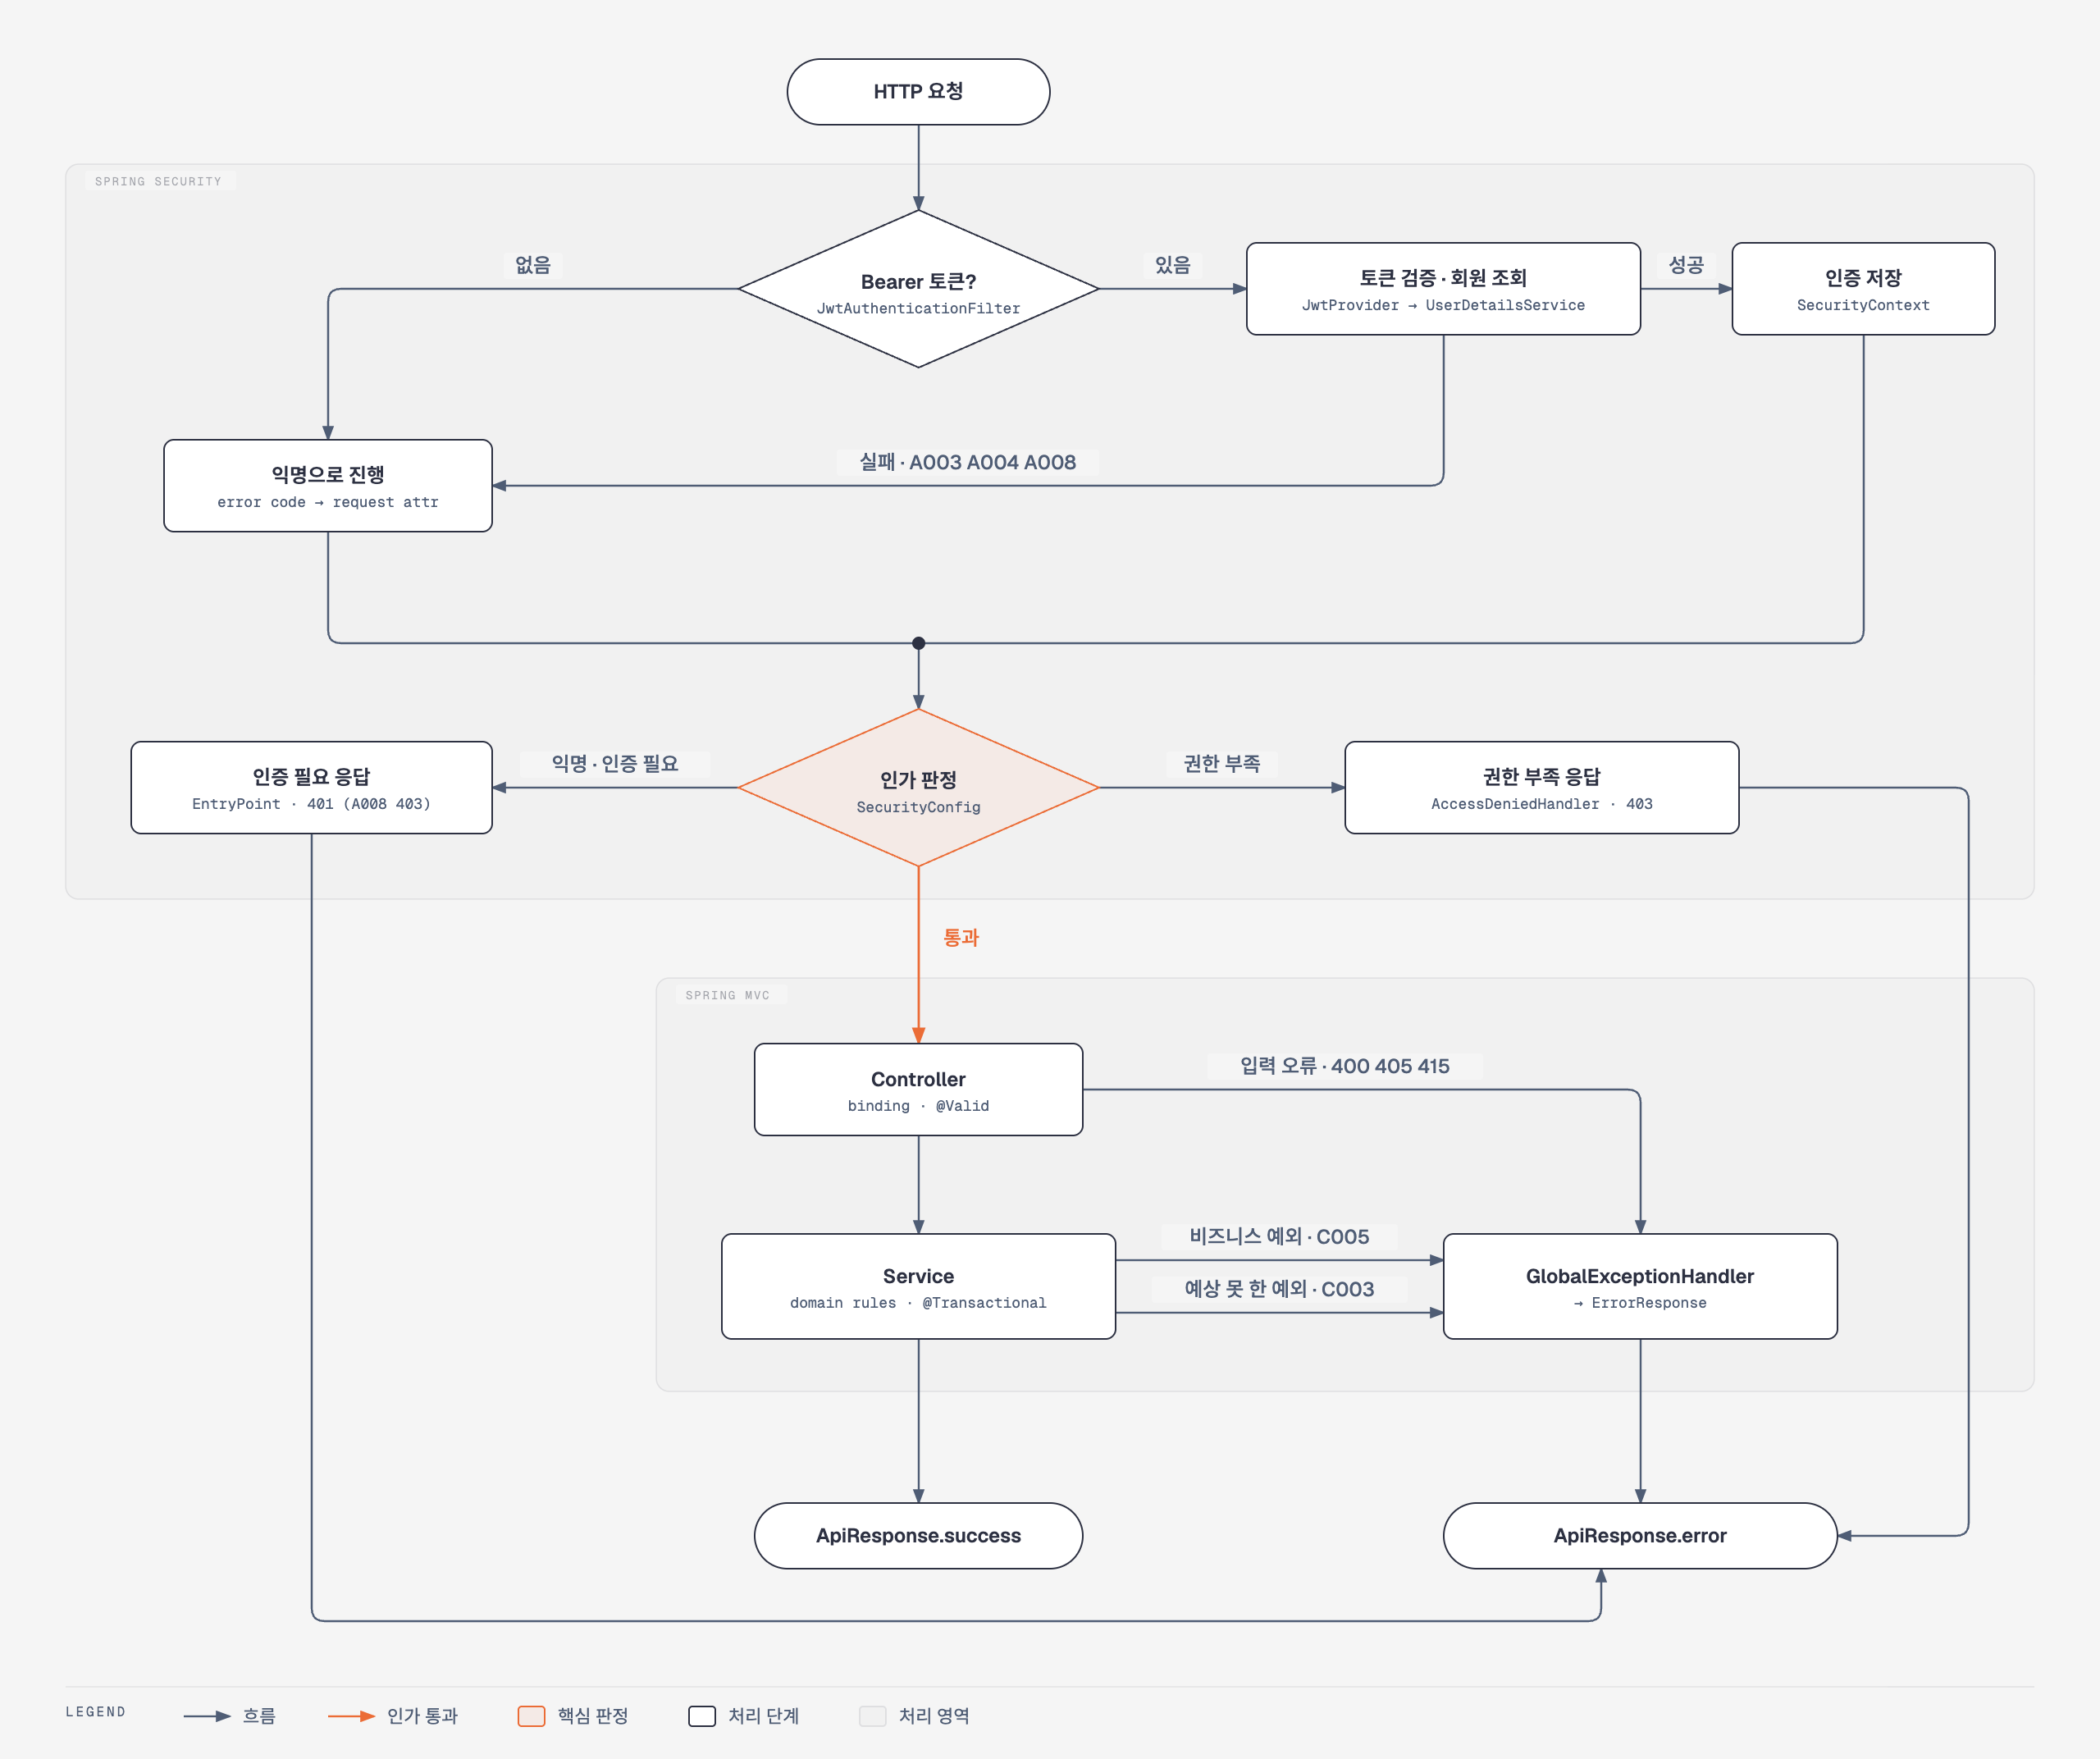 HTTP 요청
SPRING SECURITY
없음
Bearer 토큰?
JwtAuthenticationFilter
있음
토큰 검증 · 회원 조회
JwtProvider → UserDetailsService
성공
인증 저장
SecurityContext
익명으로 진행
error code → request attr
실패 · A003 A004 A008
인증 필요 응답
EntryPoint · 401 (A008 403)
익명 · 인증 필요
인가 판정
SecurityConfig
권한 부족
권한 부족 응답
AccessDeniedHandler · 403
통과
SPRING MVC
Controller
binding · @Valid
입력 오류 · 400 405 415
Service
domain rules · @Transactional
비즈니스 예외 · C005
예상 못 한 예외 · C003
GlobalExceptionHandler
→ ErrorResponse
ApiResponse.success
ApiResponse.error
LEGEND
흐름
인가 통과
핵심 판정
처리 단계
처리 영역